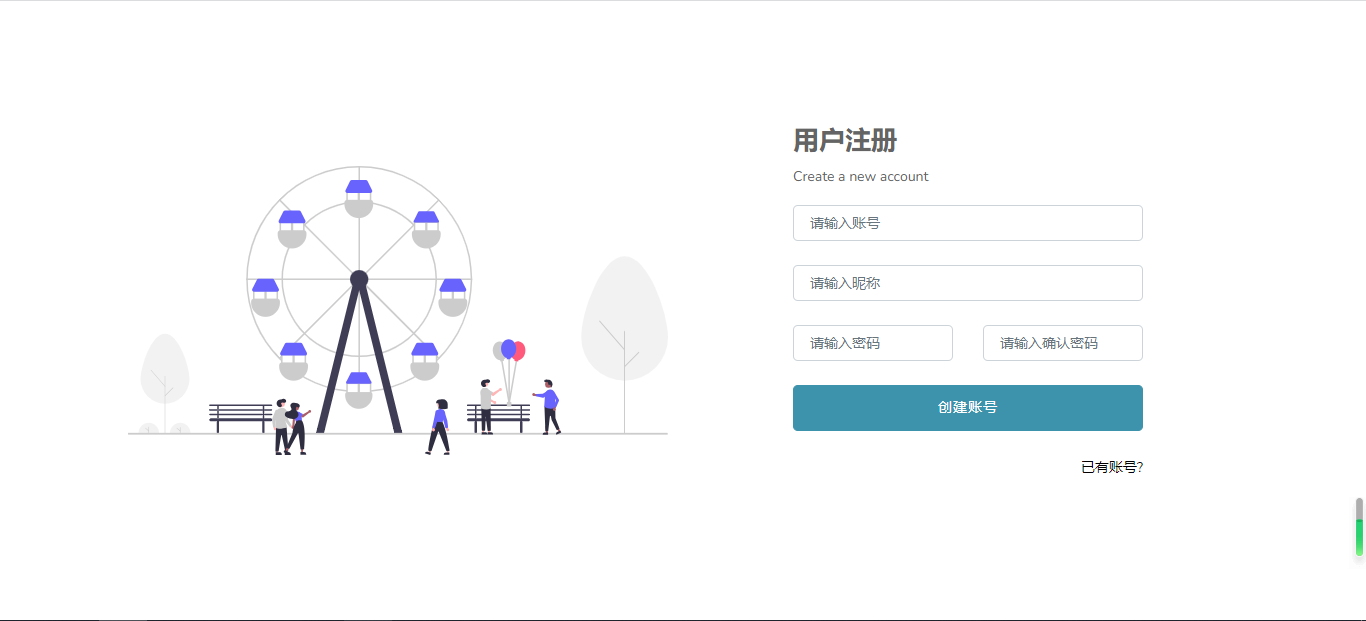 用户注册
Create a new account
请输入账号
请输入昵称
请输入密码 请输入确认密码
创建账号
已有账号?